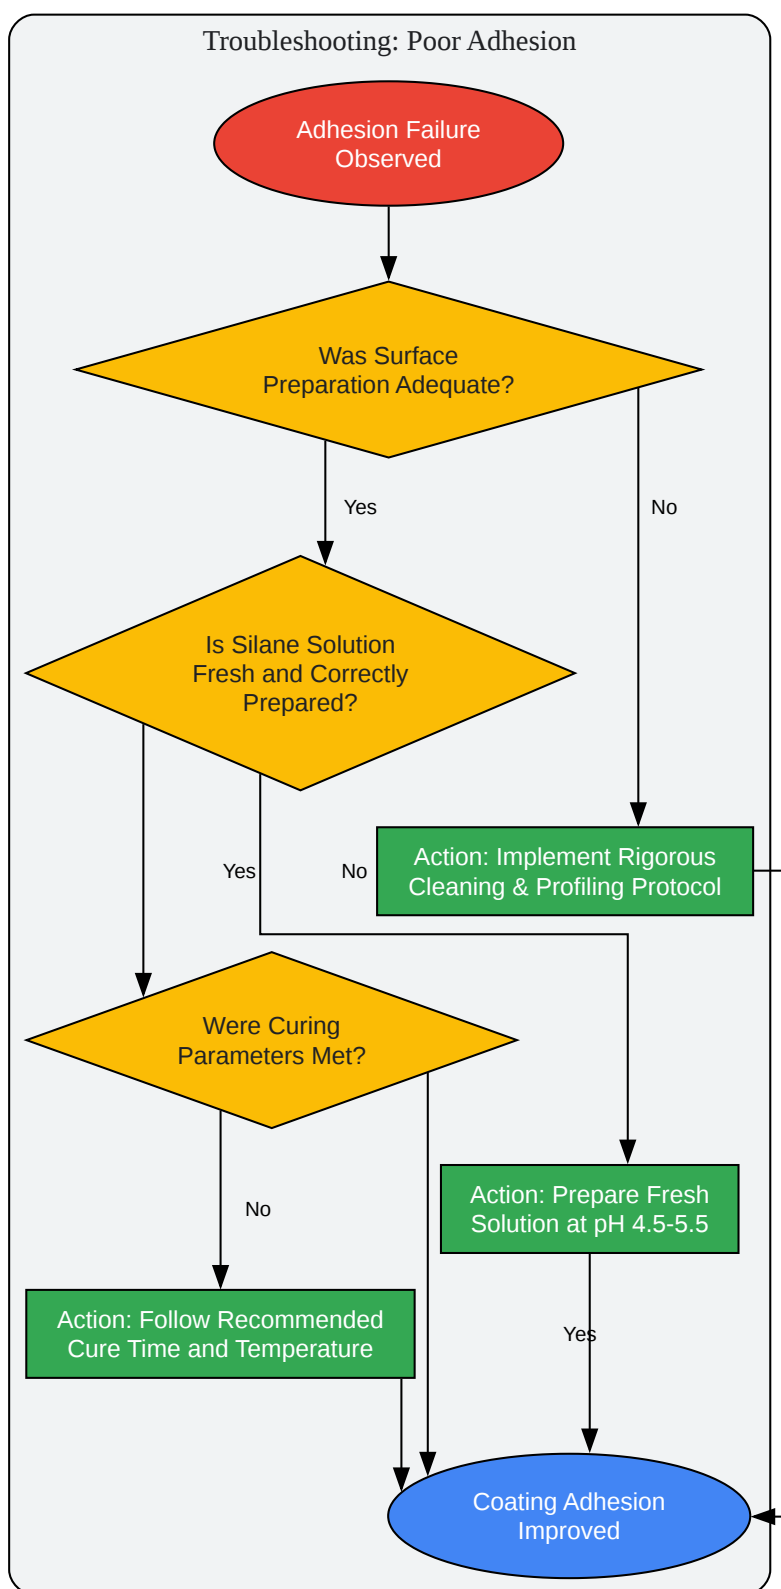 Troubleshooting: Poor Adhesion
Adhesion Failure
Observed
Was Surface
Preparation Adequate?
Yes
No
Is Silane Solution
Fresh and Correctly
Prepared?
Yes
No
Action: Implement Rigorous
Cleaning & Profiling Protocol
Were Curing
Parameters Met?
No
Action: Prepare Fresh
Solution at pH 4.5-5.5
Action: Follow Recommended
Cure Time and Temperature
Yes
Coating Adhesion
Improved